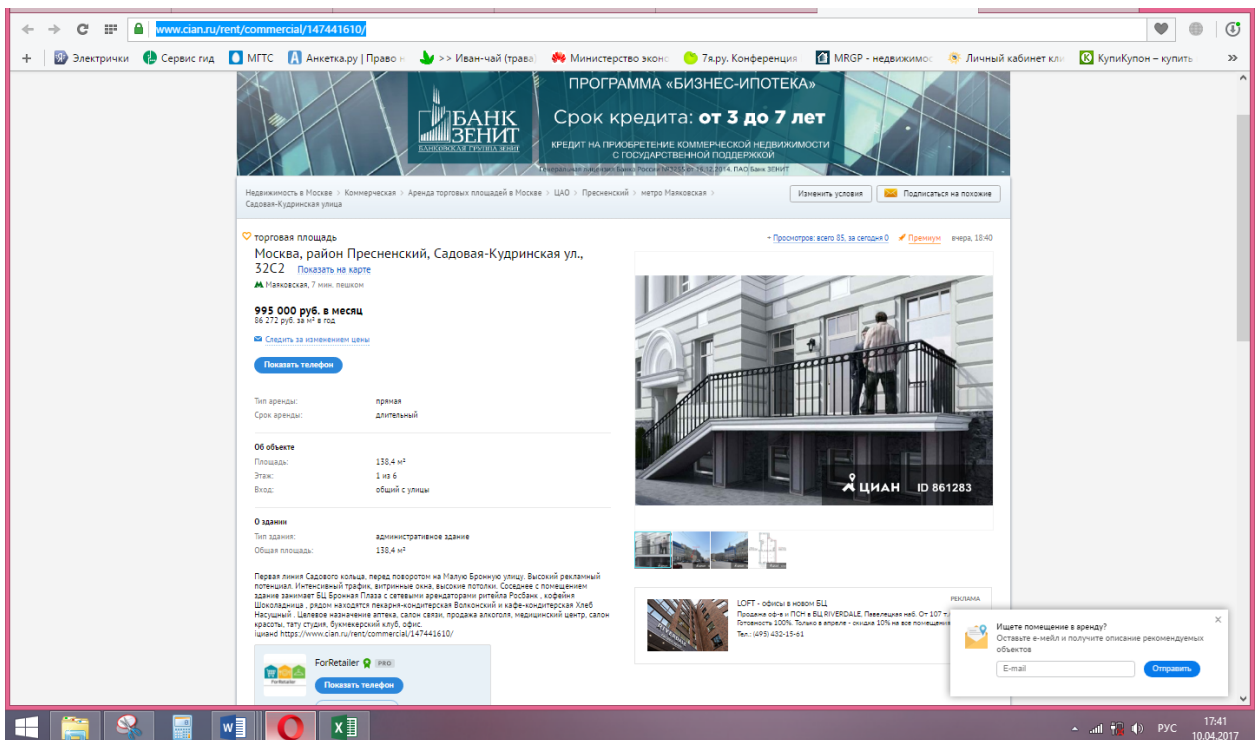 www.cian.ru/rent/commercial/147441610/
Электрички Сервис гид МГТС Анкетка.ру | Право н >> Иван-чай (трава) Министерство эконо 7я.ру. Конференция MRGP - недвижимос Личный кабинет кли КупиКупон – купить »
БАНК ЗЕНИТ
БАНКОВСКАЯ ГРУППА ЗЕНИТ
ПРОГРАММА «БИЗНЕС-ИПОТЕКА»
Срок кредита: от 3 до 7 лет
КРЕДИТ НА ПРИОБРЕТЕНИЕ КОММЕРЧЕСКОЙ НЕДВИЖИМОСТИ
С ГОСУДАРСТВЕННОЙ ПОДДЕРЖКОЙ
Недвижимость в Москве > Коммерческая > Аренда торговых площадей в Москве > ЦАО > Пресненский > метро Маяковская >
Садовая-Кудринская улица
Изменить условия
Подписаться на похожие
торговая площадь
Просмотров: всего 85, за сегодня 0 Премиум вчера, 18:40
Москва, район Пресненский, Садовая-Кудринская ул.,
32С2 Показать на карте
Маяковская, 7 мин. пешком
995 000 руб. в месяц
86 272 руб. за м² в год
Следить за изменением цены
Показать телефон
Тип аренды: прямая
Срок аренды: длительный
Об объекте
Площадь: 138,4 м²
Этаж: 1 из 6
Вход: общий с улицы
ЦИАН ID 861283
О здании
Тип здания: административное здание
Общая площадь: 138,4 м²
Первая линия Садового кольца, перед поворотом на Малую Бронную улицу. Высокий рекламный
потенциал. Интенсивный трафик, витринные окна, высокие потолки. Соседнее с помещением
здание занимает БЦ Бронная Плаза с сетевыми арендаторами ритейла Росбанк , кофейня
Шоколадница , рядом находятся пекарня-кондитерская Волконский и кафе-кондитерская Хлеб
Насущный . Целевое назначение аптека, салон связи, продажа алкоголя, медицинский центр, салон
красоты, тату студия, букмекерский клуб, офис.
циани https://www.cian.ru/rent/commercial/147441610/
ForRetailer PRO
ForRetailer
Показать телефон
РЕКЛАМА
LOFT - офисы в новом БЦ
Продажа оф-в и ПСН в БЦ RIVERDALE, Павелецкая наб. От 107 т.
Готовность 100%. Только в апреле - скидка 10% на все помещения
Тел.: (495) 432-15-61
RIVERDALE
Ищете помещение в аренду?
Оставьте е-мейл и получите описание рекомендуемых
объектов
E-mail
Отправить
РУС
17:41
10.04.2017